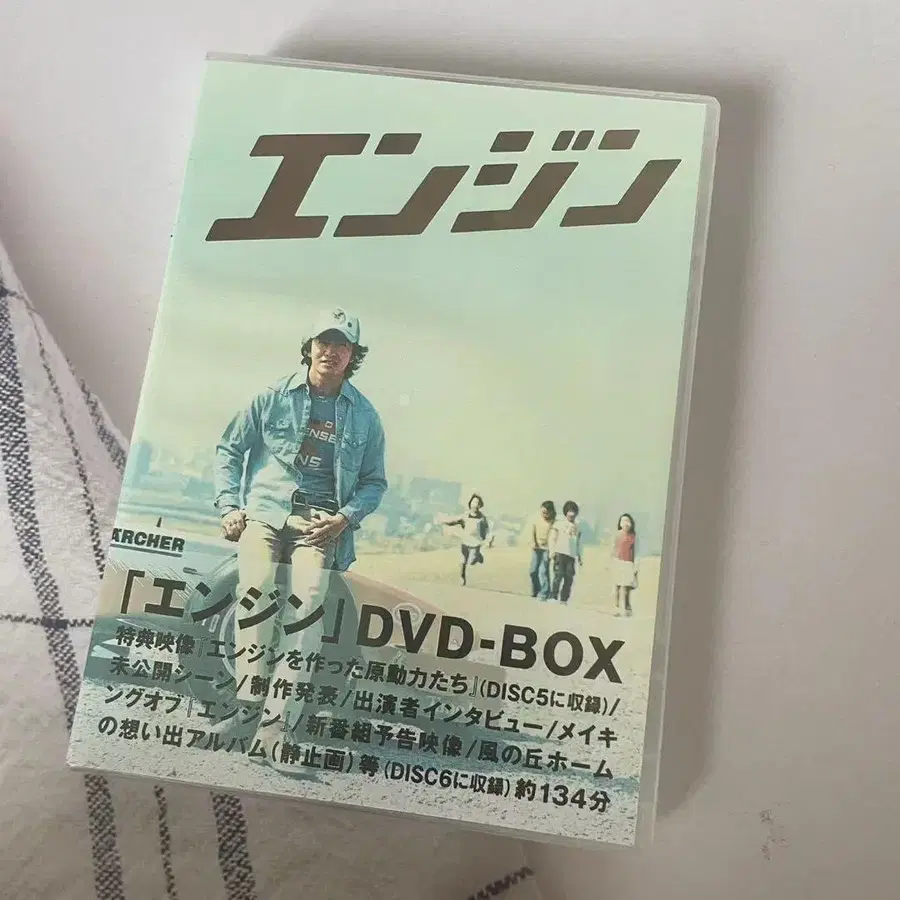 エンジン
ENSE
NS
ARCHER
「エンジン」DVD-BOX
特典映像『エンジンを作った原動力たち』(DISC5に収録)/
未公開シーン/制作発表/出演者インタビュー/メイキ
ングオブ『エンジン』/新番組予告映像/風の丘ホーム
の想い出アルバム(静止画)等(DISC6に収録)約134分